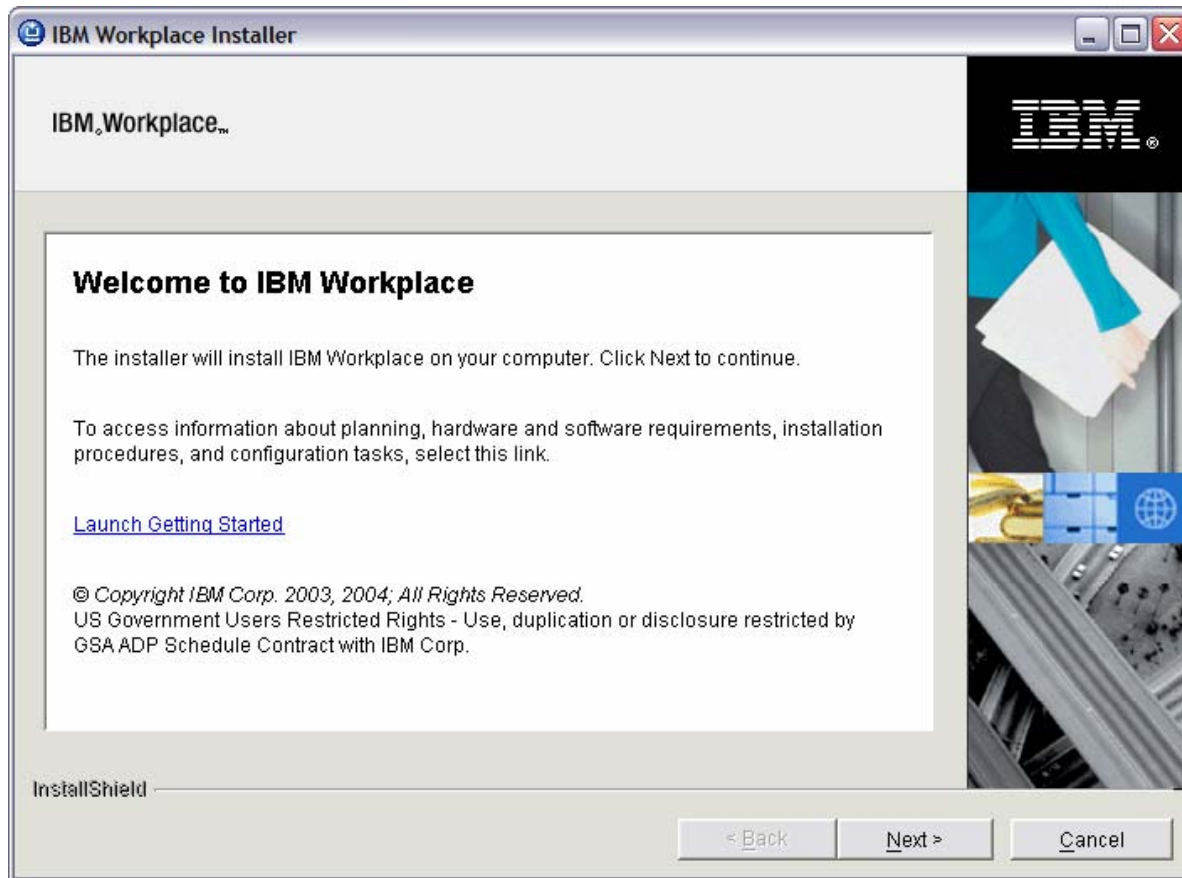 IBM Workplace Installer
IBM® Workplace™
IBM®
Welcome to IBM Workplace
The installer will install IBM Workplace on your computer. Click Next to continue.
To access information about planning, hardware and software requirements, installation
procedures, and configuration tasks, select this link.
Launch Getting Started
© Copyright IBM Corp. 2003, 2004; All Rights Reserved.
US Government Users Restricted Rights - Use, duplication or disclosure restricted by
GSA ADP Schedule Contract with IBM Corp.
InstallShield
< Back
Next >
Cancel